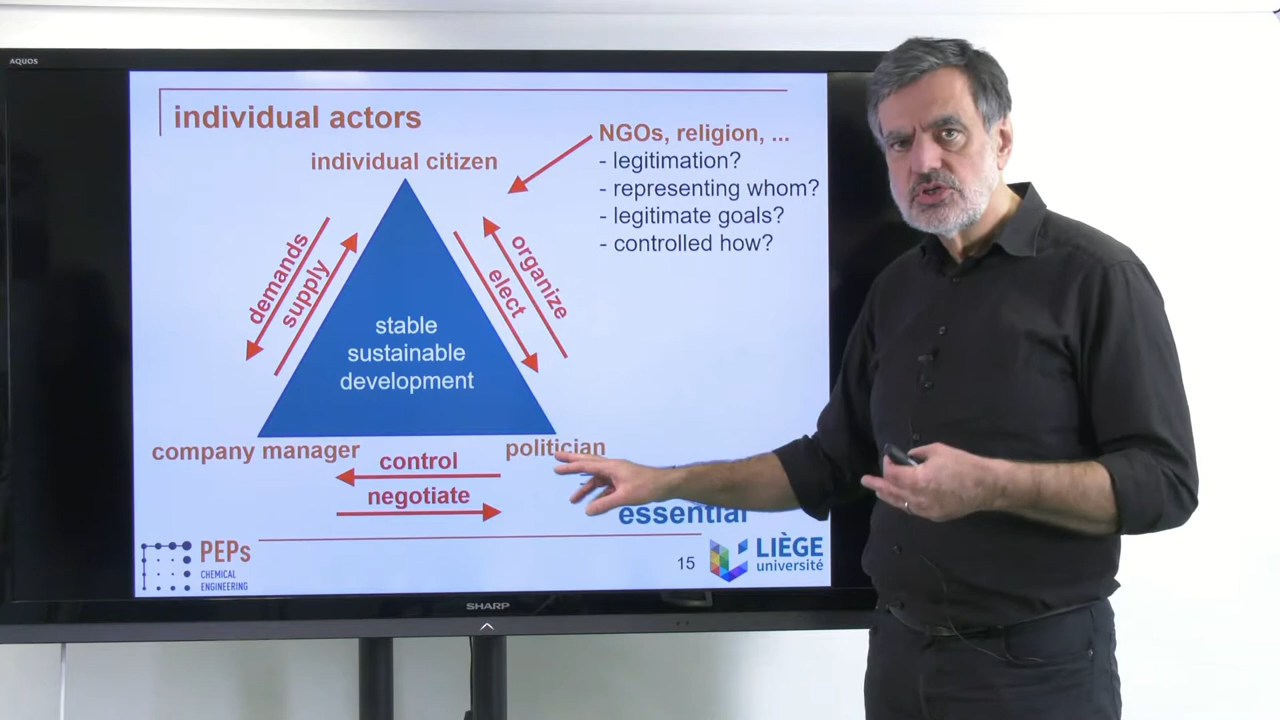 AQUOS
individual actors
individual citizen
NGOs, religion, ...
- legitimation?
- representing whom?
- legitimate goals?
- controlled how?
demands
supply
organize
elect
stable
sustainable
development
company manager
politician
control
negotiate
essential
PEPs
CHEMICAL
ENGINEERING
15
LIÈGE
université
SHARP